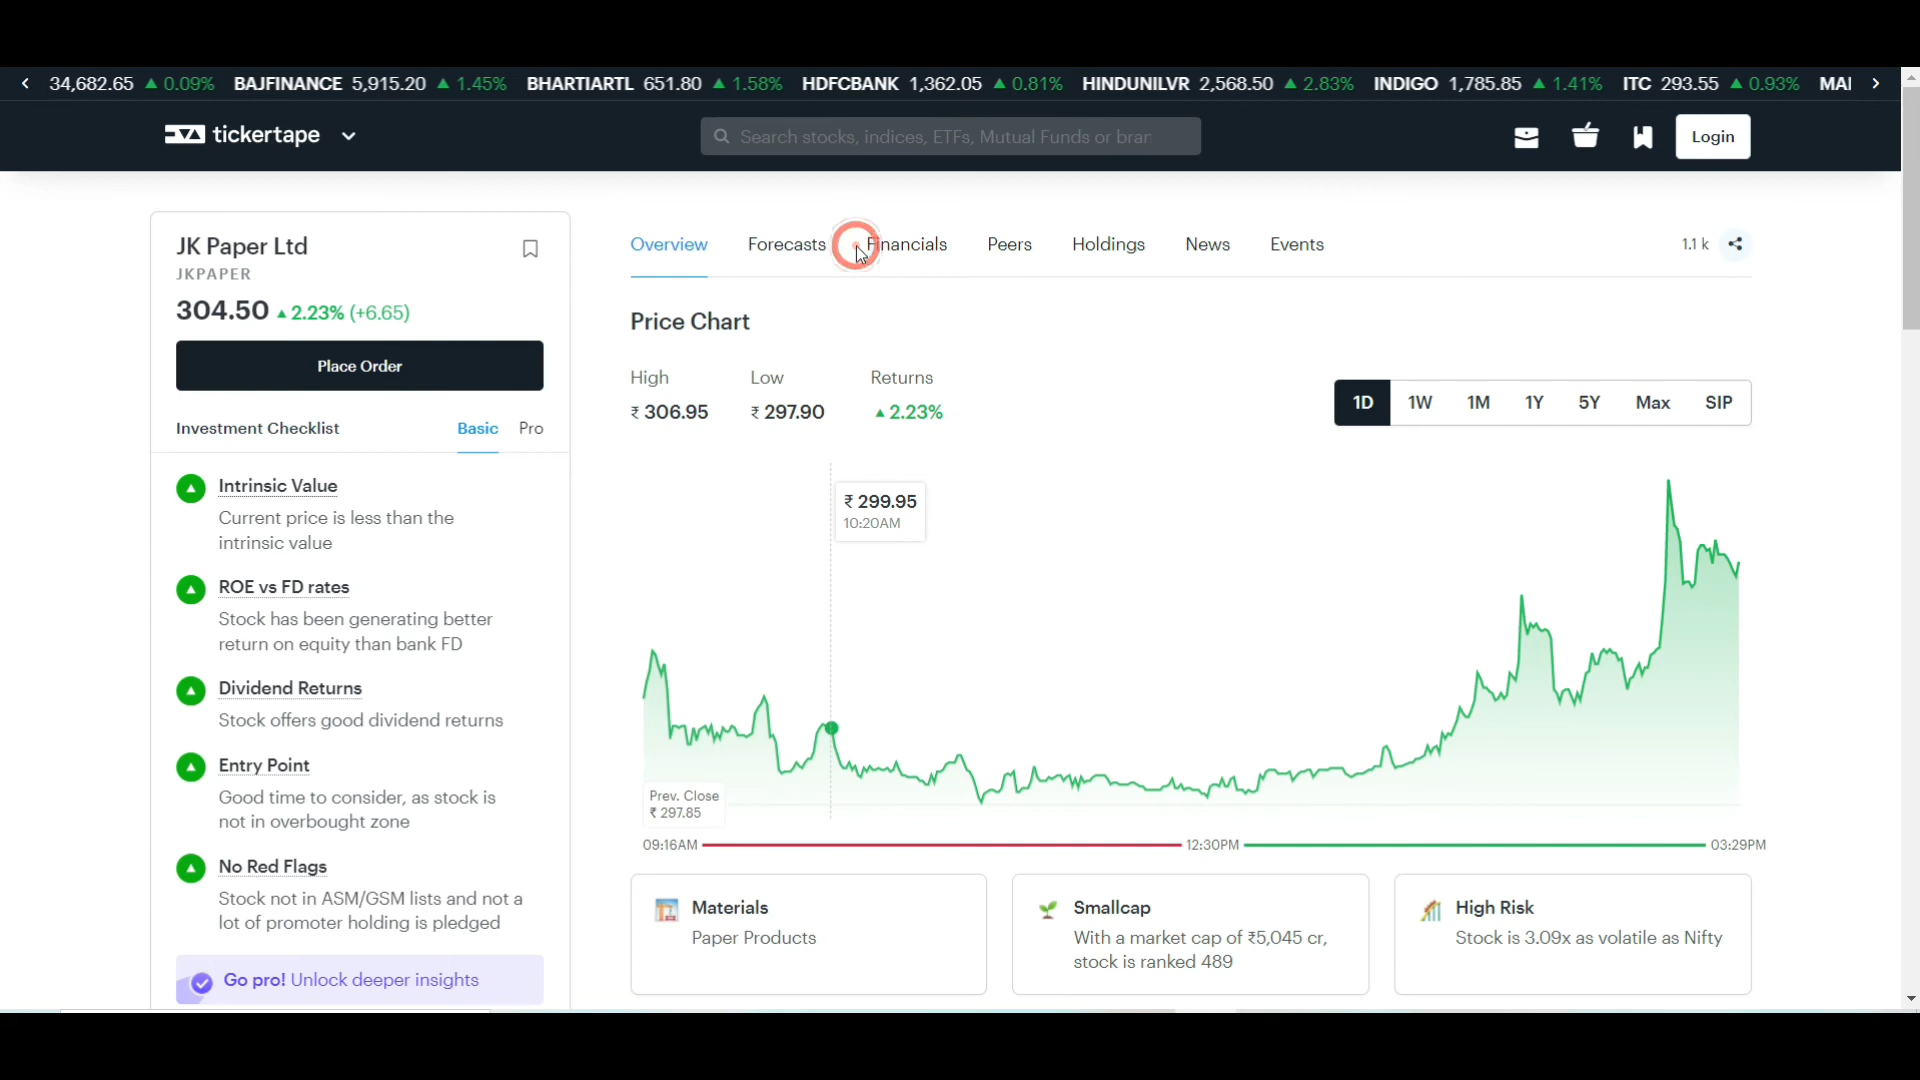 34,682.65 ▲ 0.09% BAJFINANCE 5,915.20 ▲ 1.45% BHARTIARTL 651.80 ▲ 1.58% HDFCBANK 1,362.05 ▲ 0.81% HINDUNILVR 2,568.50 ▲ 2.83% INDIGO 1,785.85 ▲ 1.41% ITC 293.55 ▲ 0.93% MAI
tickertape
Search stocks, indices, ETFs, Mutual Funds or bran
Login
JK Paper Ltd
JKPAPER
304.50 ▲ 2.23% (+6.65)
Place Order
Investment Checklist Basic Pro
Intrinsic Value
Current price is less than the
intrinsic value
ROE vs FD rates
Stock has been generating better
return on equity than bank FD
Dividend Returns
Stock offers good dividend returns
Entry Point
Good time to consider, as stock is
not in overbought zone
No Red Flags
Stock not in ASM/GSM lists and not a
lot of promoter holding is pledged
Go pro! Unlock deeper insights
Overview Forecasts Financials Peers Holdings News Events 1.1 k
Price Chart
High Low Returns
₹ 306.95 ₹ 297.90 ▲ 2.23%
1D 1W 1M 1Y 5Y Max SIP
₹ 299.95
10:20AM
Prev. Close
₹ 297.85
09:16AM 12:30PM 03:29PM
Materials
Paper Products
Smallcap
With a market cap of ₹5,045 cr,
stock is ranked 489
High Risk
Stock is 3.09x as volatile as Nifty